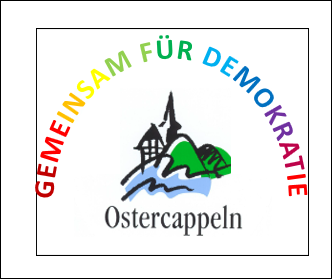 GEMEINSAM FÜR DEMOKRATIE
Ostercappeln